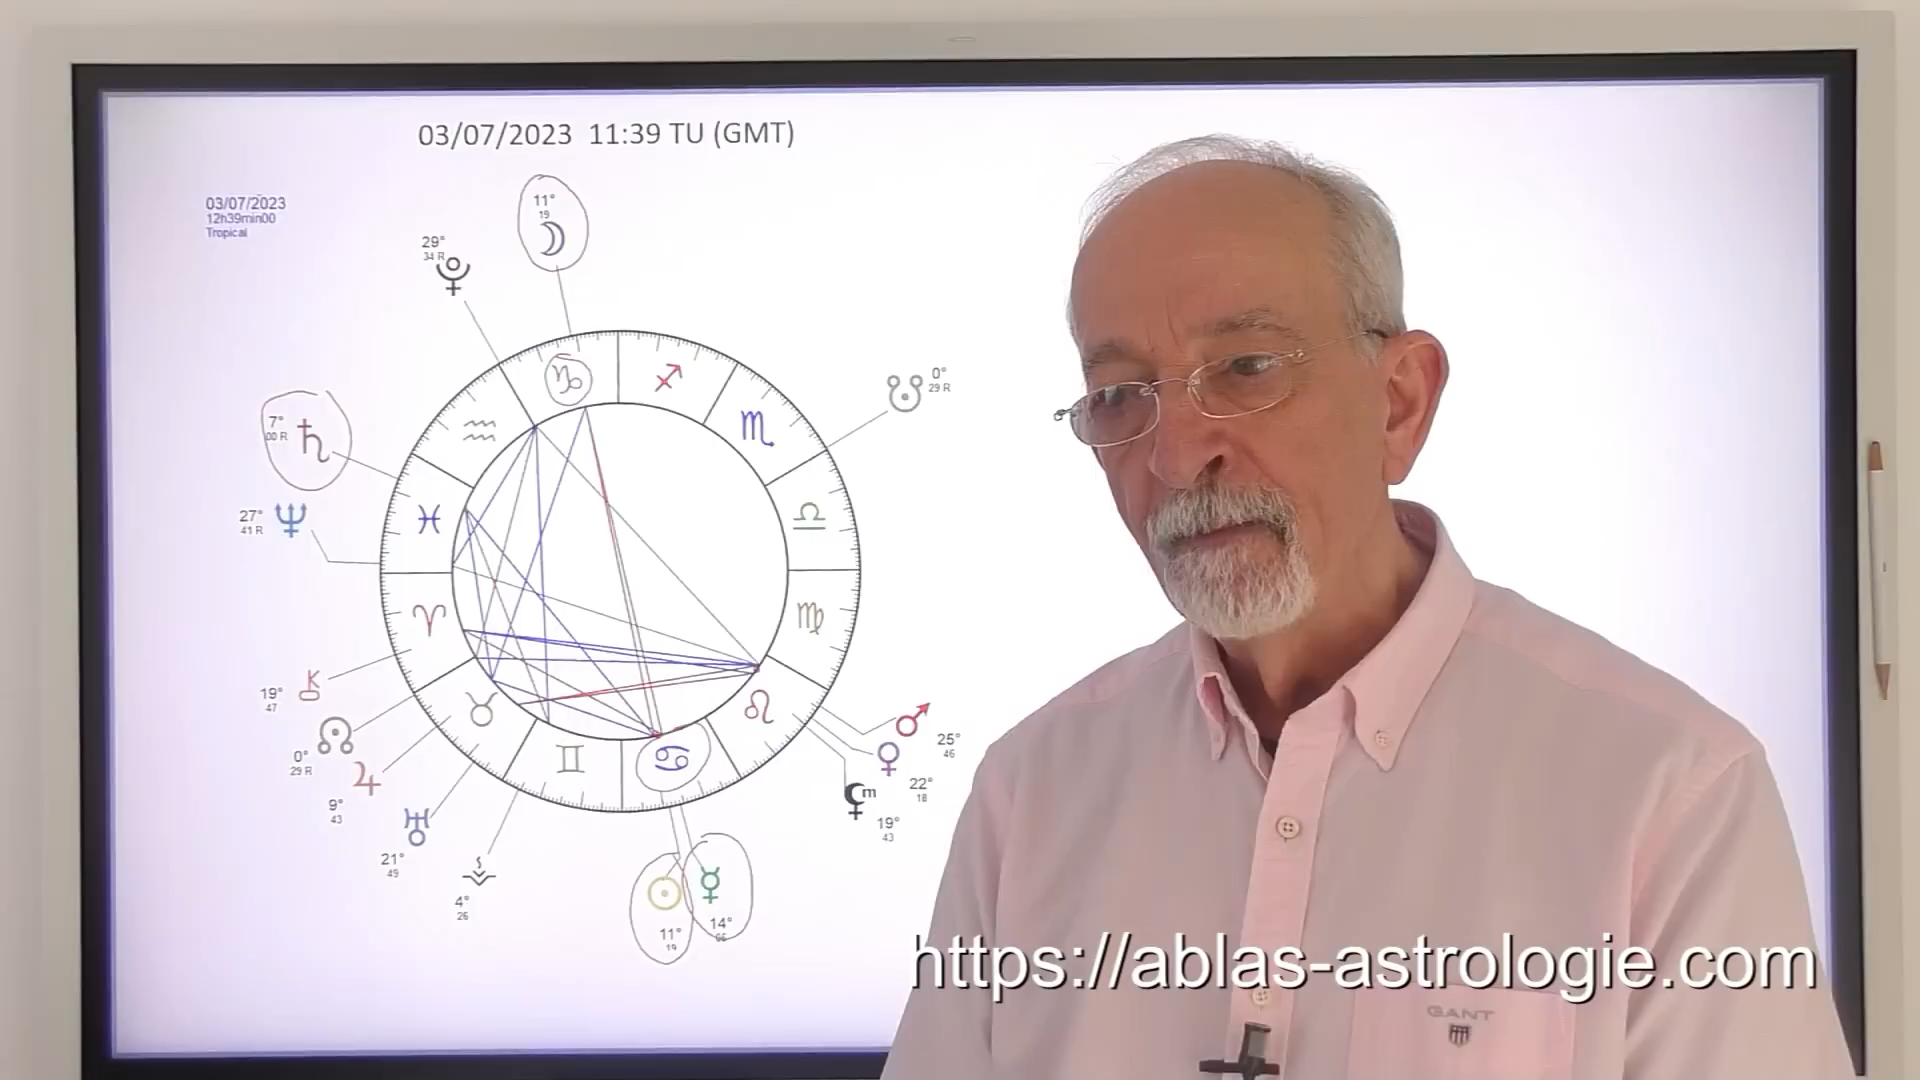 03/07/2023 11:39 TU (GMT)
03/07/2023
12h39min00
Tropical
11°
19
29°
34 R
0°
29 R
7°
00 R
27°
41 R
19°
47
0°
29 R
9°
43
21°
49
4°
26
11°
19
14°
m
19°
43
22°
18
25°
46
https://ablas-astrologie.com
GANT